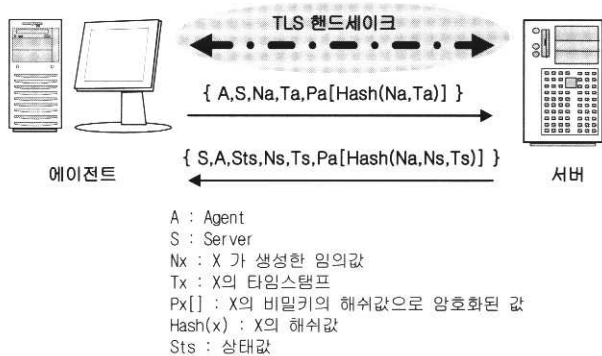 TLS 핸드세이크
{ A,S,Na,Ta,Pa[Hash(Na,Ta)] }
{ S,A,Sts,Ns,Ts,Pa[Hash(Na,Ns,Ts)] }
에이전트
서버
A : Agent
S : Server
Nx : X 가 생성한 임의값
Tx : X의 타임스탬프
Px[] : X의 비밀키의 해쉬값으로 암호화된 값
Hash(x) : X의 해쉬값
Sts : 상태값